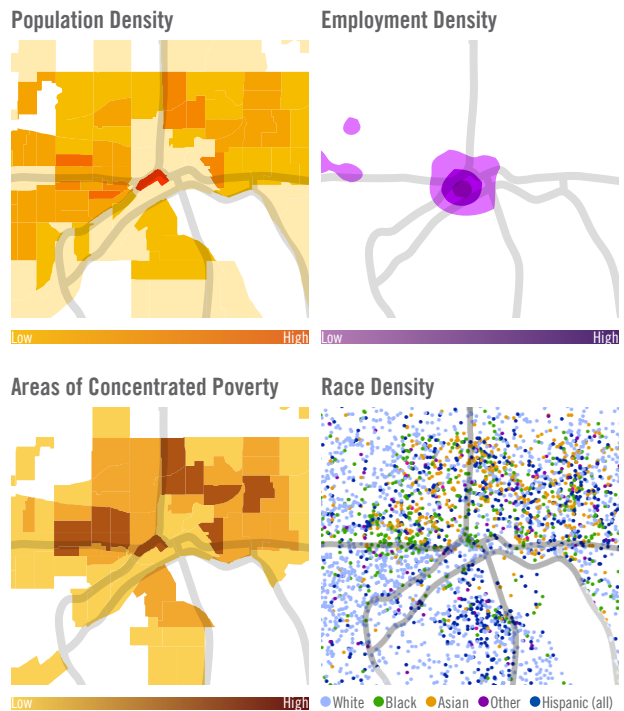 Population Density
Employment Density
Low
High
Low
High
Areas of Concentrated Poverty
Race Density
Low
High
White
Black
Asian
Other
Hispanic (all)